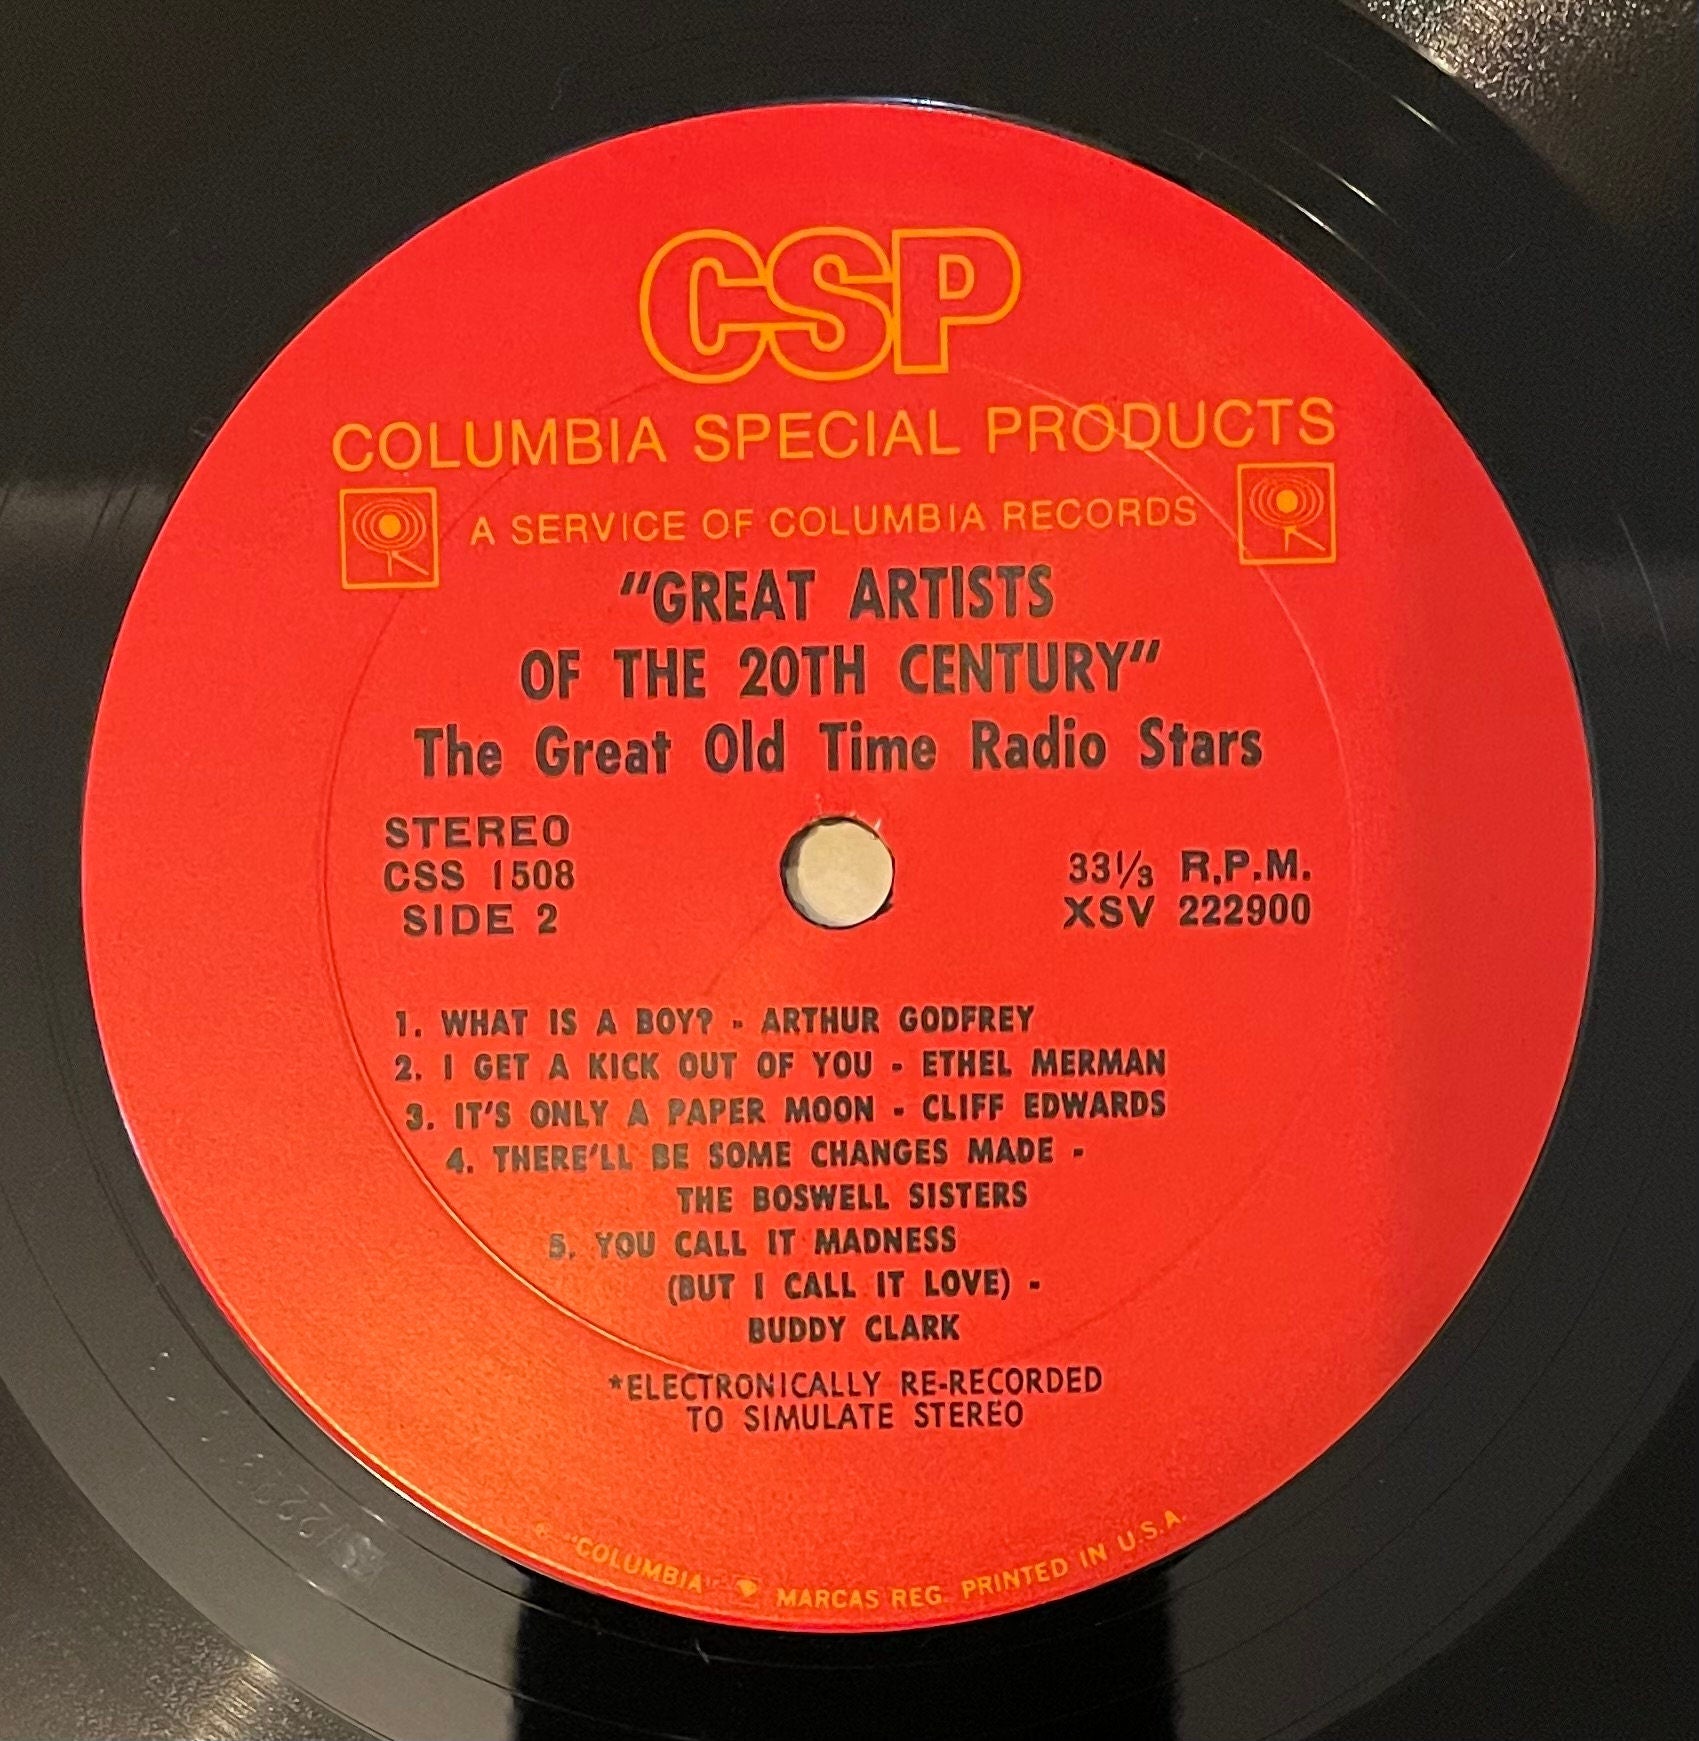 CSP
COLUMBIA SPECIAL PRODUCTS
A SERVICE OF COLUMBIA RECORDS
"GREAT ARTISTS
OF THE 20TH CENTURY"
The Great Old Time Radio Stars
STEREO
CSS 1508
SIDE 2
33 1/3 R.P.M.
XSV 222900
1. WHAT IS A BOY? - ARTHUR GODFREY
2. I GET A KICK OUT OF YOU - ETHEL MERMAN
3. IT'S ONLY A PAPER MOON - CLIFF EDWARDS
4. THERE'LL BE SOME CHANGES MADE -
THE BOSWELL SISTERS
5. YOU CALL IT MADNESS
(BUT I CALL IT LOVE) -
BUDDY CLARK
*ELECTRONICALLY RE-RECORDED
TO SIMULATE STEREO
"COLUMBIA" MARCAS REG. PRINTED IN U.S.A.